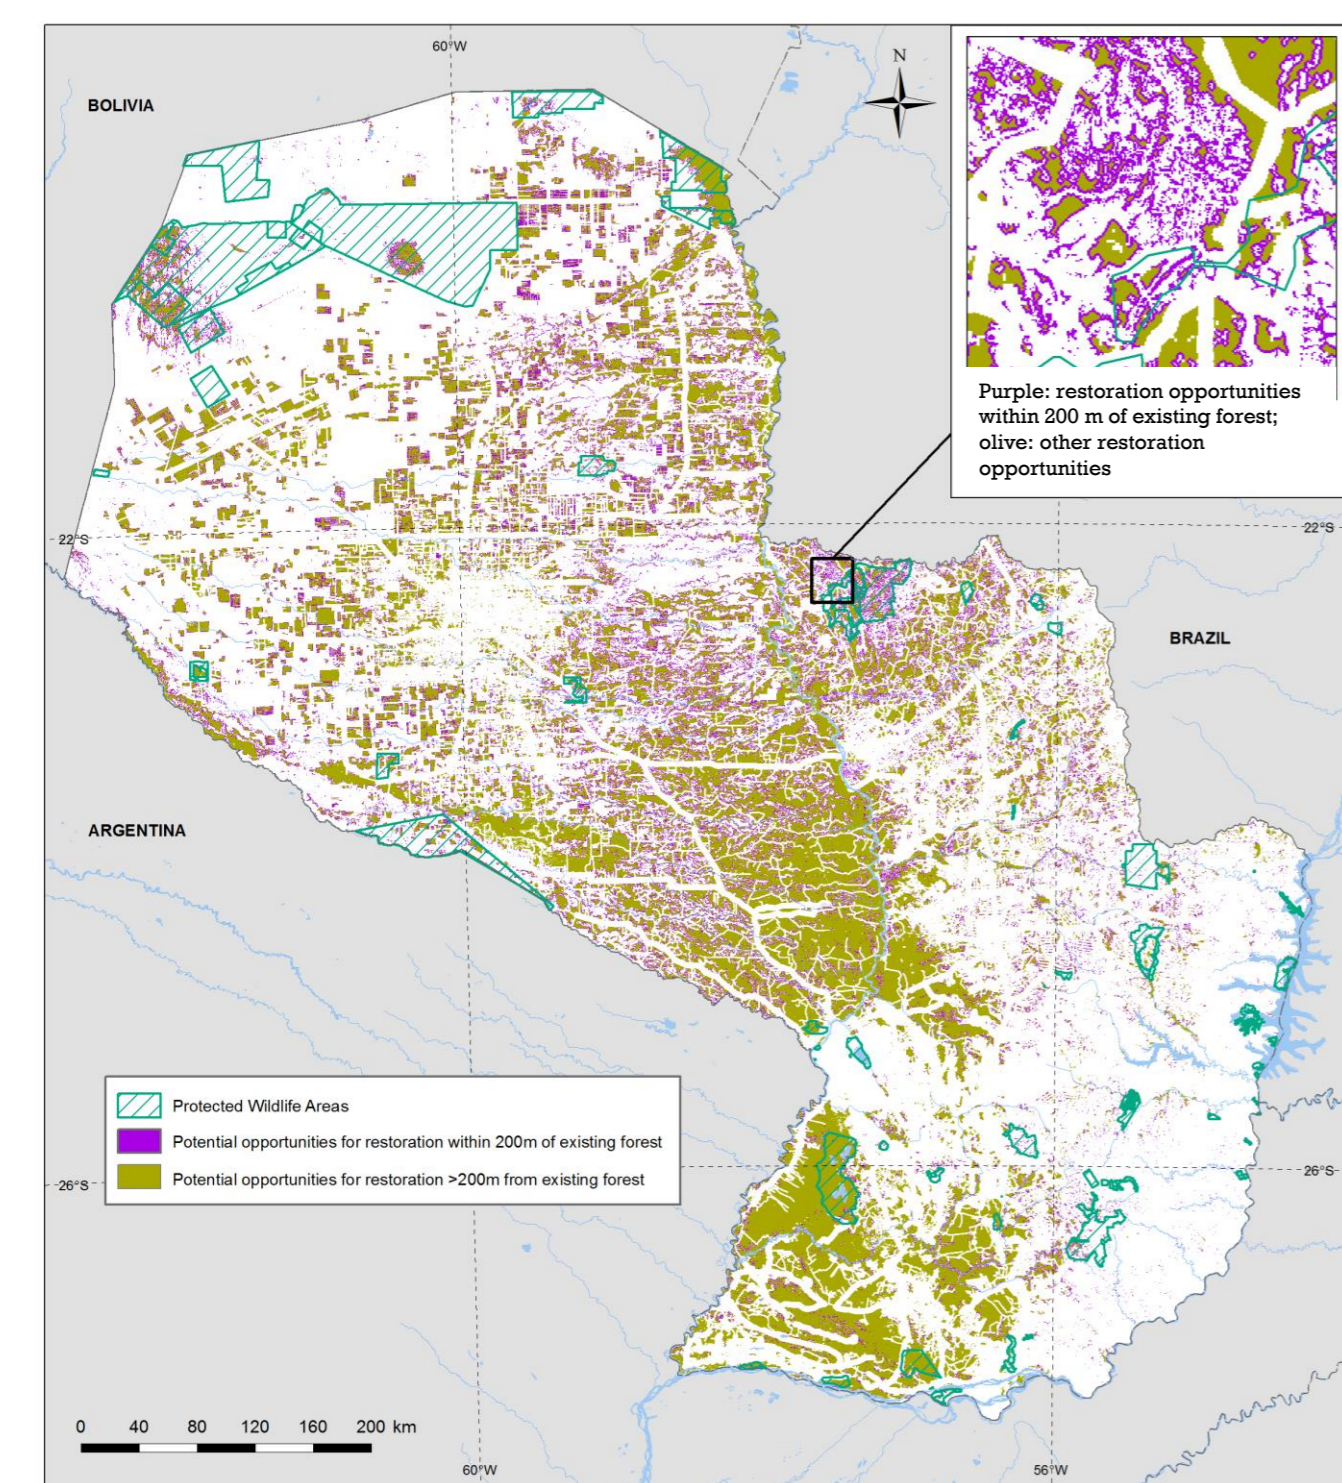 60°W
N
BOLIVIA
Purple: restoration opportunities
within 200 m of existing forest;
olive: other restoration
opportunities
22°S
22°S
BRAZIL
ARGENTINA
Protected Wildlife Areas
Potential opportunities for restoration within 200m of existing forest
Potential opportunities for restoration >200m from existing forest
26°S
26°S
0 40 80 120 160 200 km
60°W
56°W